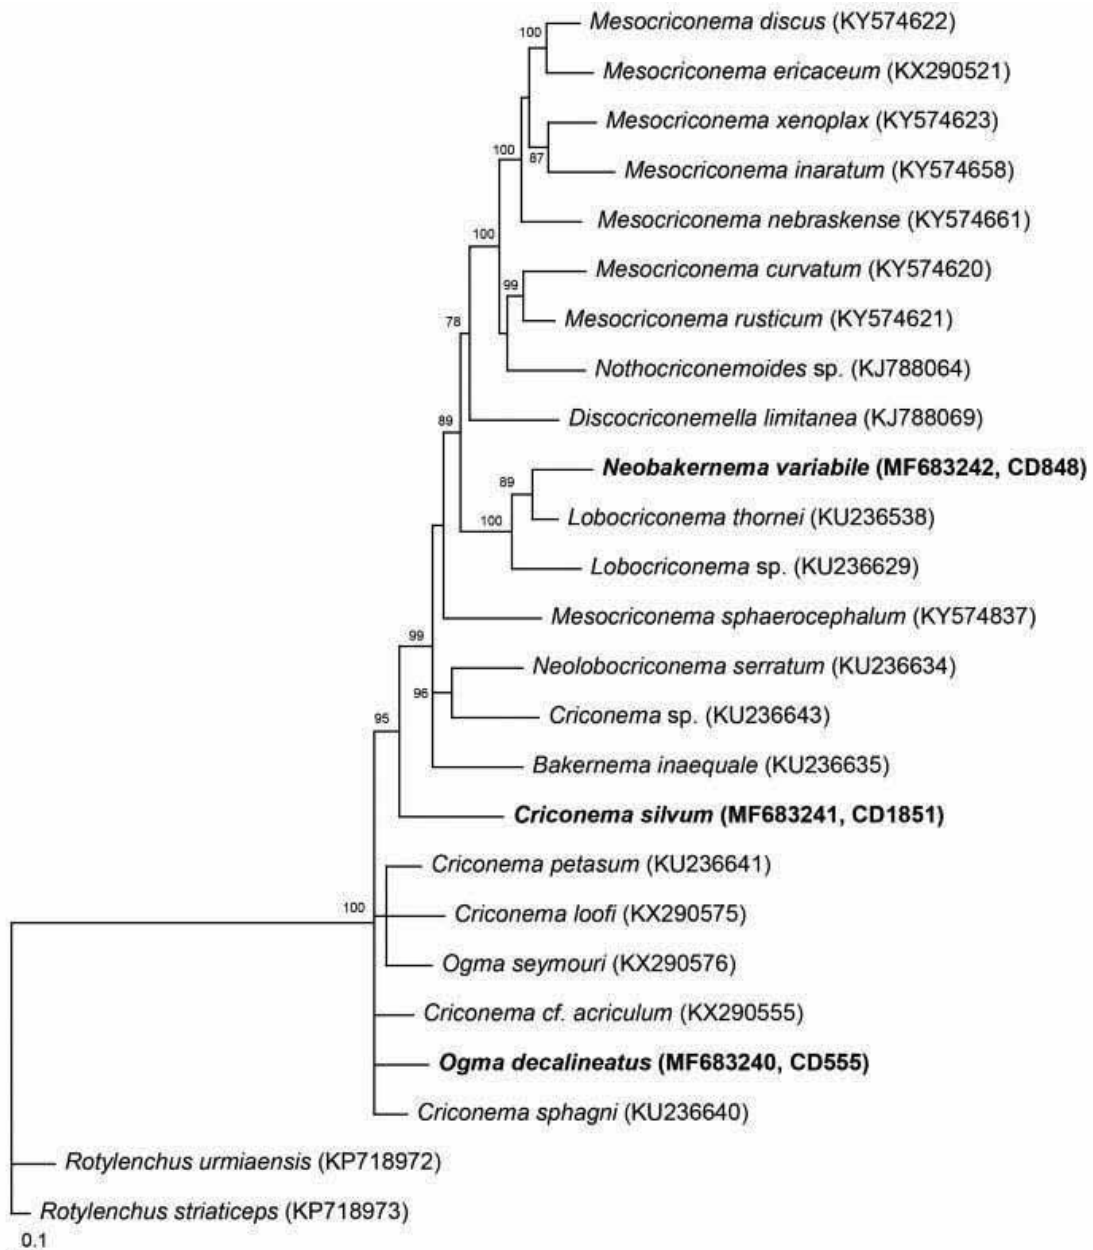 100
Mesocriconema discus (KY574622)
Mesocriconema ericaceum (KX290521)
Mesocriconema xenoplax (KY574623)
87
100
Mesocriconema inaratum (KY574658)
Mesocriconema nebraskense (KY574661)
100
Mesocriconema curvatum (KY574620)
99
Mesocriconema rusticum (KY574621)
78
Nothocriconemoides sp. (KJ788064)
Discocriconemella limitanea (KJ788069)
89
Neobakernema variabile (MF683242, CD848)
89
Lobocriconema thornei (KU236538)
100
Lobocriconema sp. (KU236629)
Mesocriconema sphaerocephalum (KY574837)
99
Neolobocriconema serratum (KU236634)
96
Criconema sp. (KU236643)
95
Bakernema inaequale (KU236635)
Criconema silvum (MF683241, CD1851)
Criconema petasum (KU236641)
100
Criconema loofi (KX290575)
Ogma seymouri (KX290576)
Criconema cf. acriculum (KX290555)
Ogma decalineatus (MF683240, CD555)
Criconema sphagni (KU236640)
Rotylenchus urmiaensis (KP718972)
Rotylenchus striaticeps (KP718973)
0.1